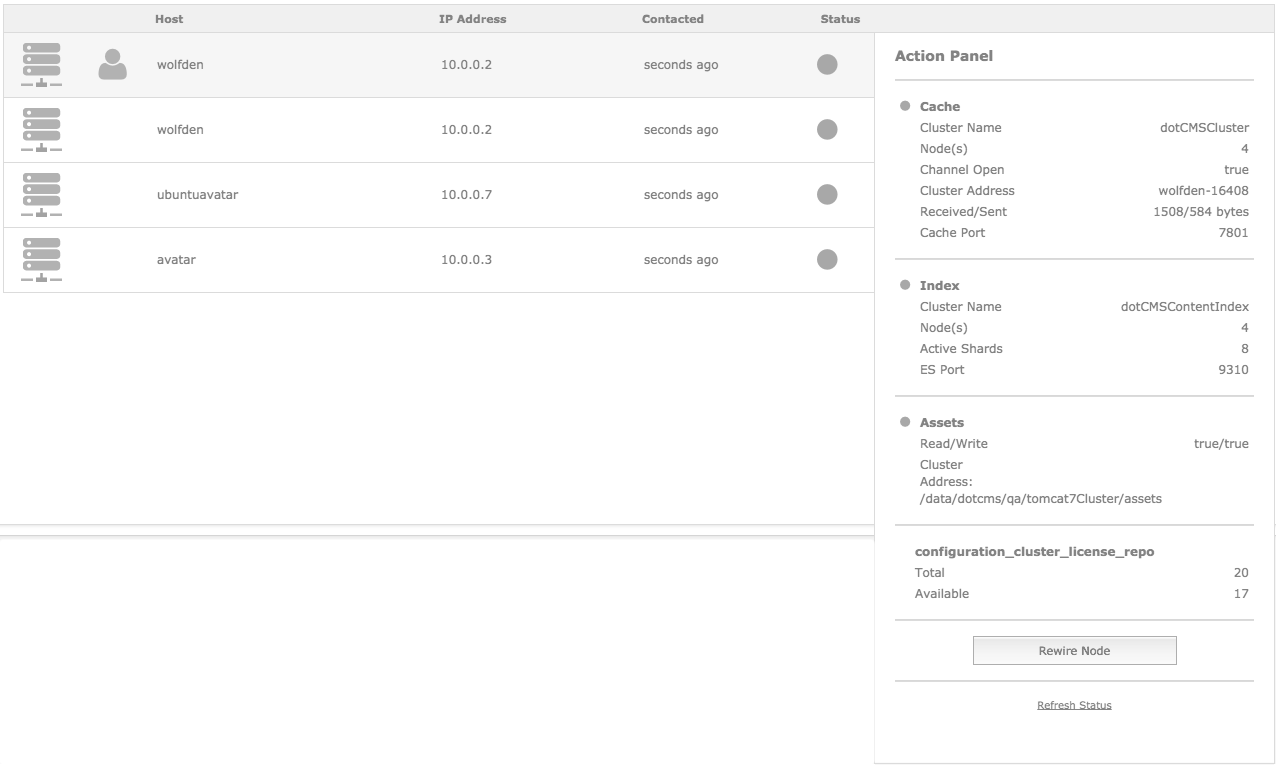 Host IP Address Contacted Status
wolfden 10.0.0.2 seconds ago
wolfden 10.0.0.2 seconds ago
ubuntuavatar 10.0.0.7 seconds ago
avatar 10.0.0.3 seconds ago
Action Panel
Cache
Cluster Name dotCMSCluster
Node(s) 4
Channel Open true
Cluster Address wolfden-16408
Received/Sent 1508/584 bytes
Cache Port 7801
Index
Cluster Name dotCMSContentIndex
Node(s) 4
Active Shards 8
ES Port 9310
Assets
Read/Write true/true
Cluster
Address:
/data/dotcms/qa/tomcat7Cluster/assets
configuration_cluster_license_repo
Total 20
Available 17
Rewire Node
Refresh Status